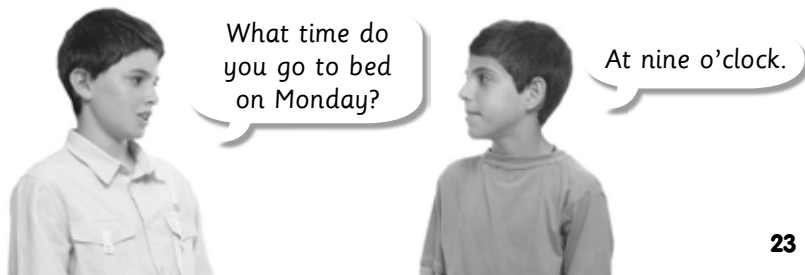 What time do
you go to bed
on Monday?
At nine o'clock.
23